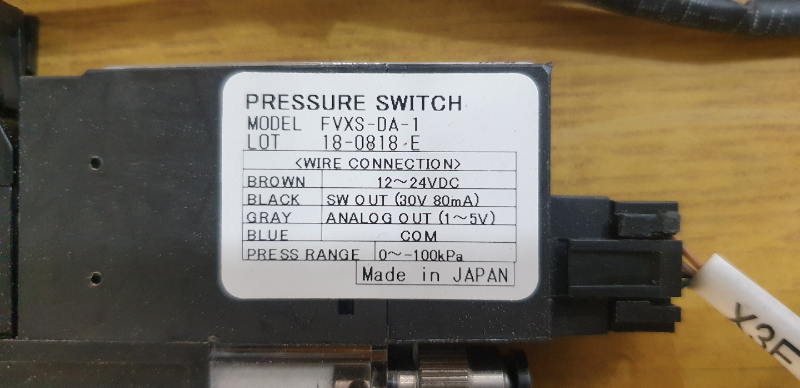 PRESSURE SWITCH
MODEL FVXS-DA-1
LOT 18-0818 E
<WIRE CONNECTION>
BROWN 12~24VDC
BLACK SW OUT (30V 80mA)
GRAY ANALOG OUT (1~5V)
BLUE COM
PRESS RANGE 0~-100kPa
Made in JAPAN